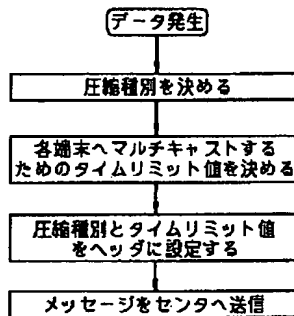 データ発生
圧縮種別を決める
各端末へマルチキャストする
ためのタイムリミット値を決める
圧縮種別とタイムリミット値
をヘッダに設定する
メッセージをセンタへ送信